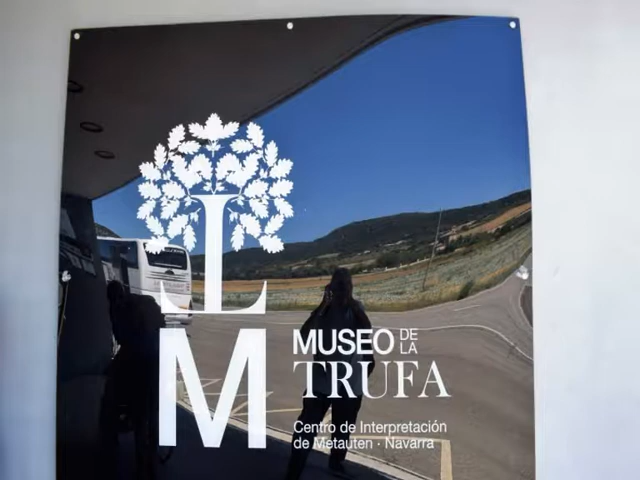 M
MUSEO DE LA
TRUFA
Centro de Interpretación
de Metauten · Navarra